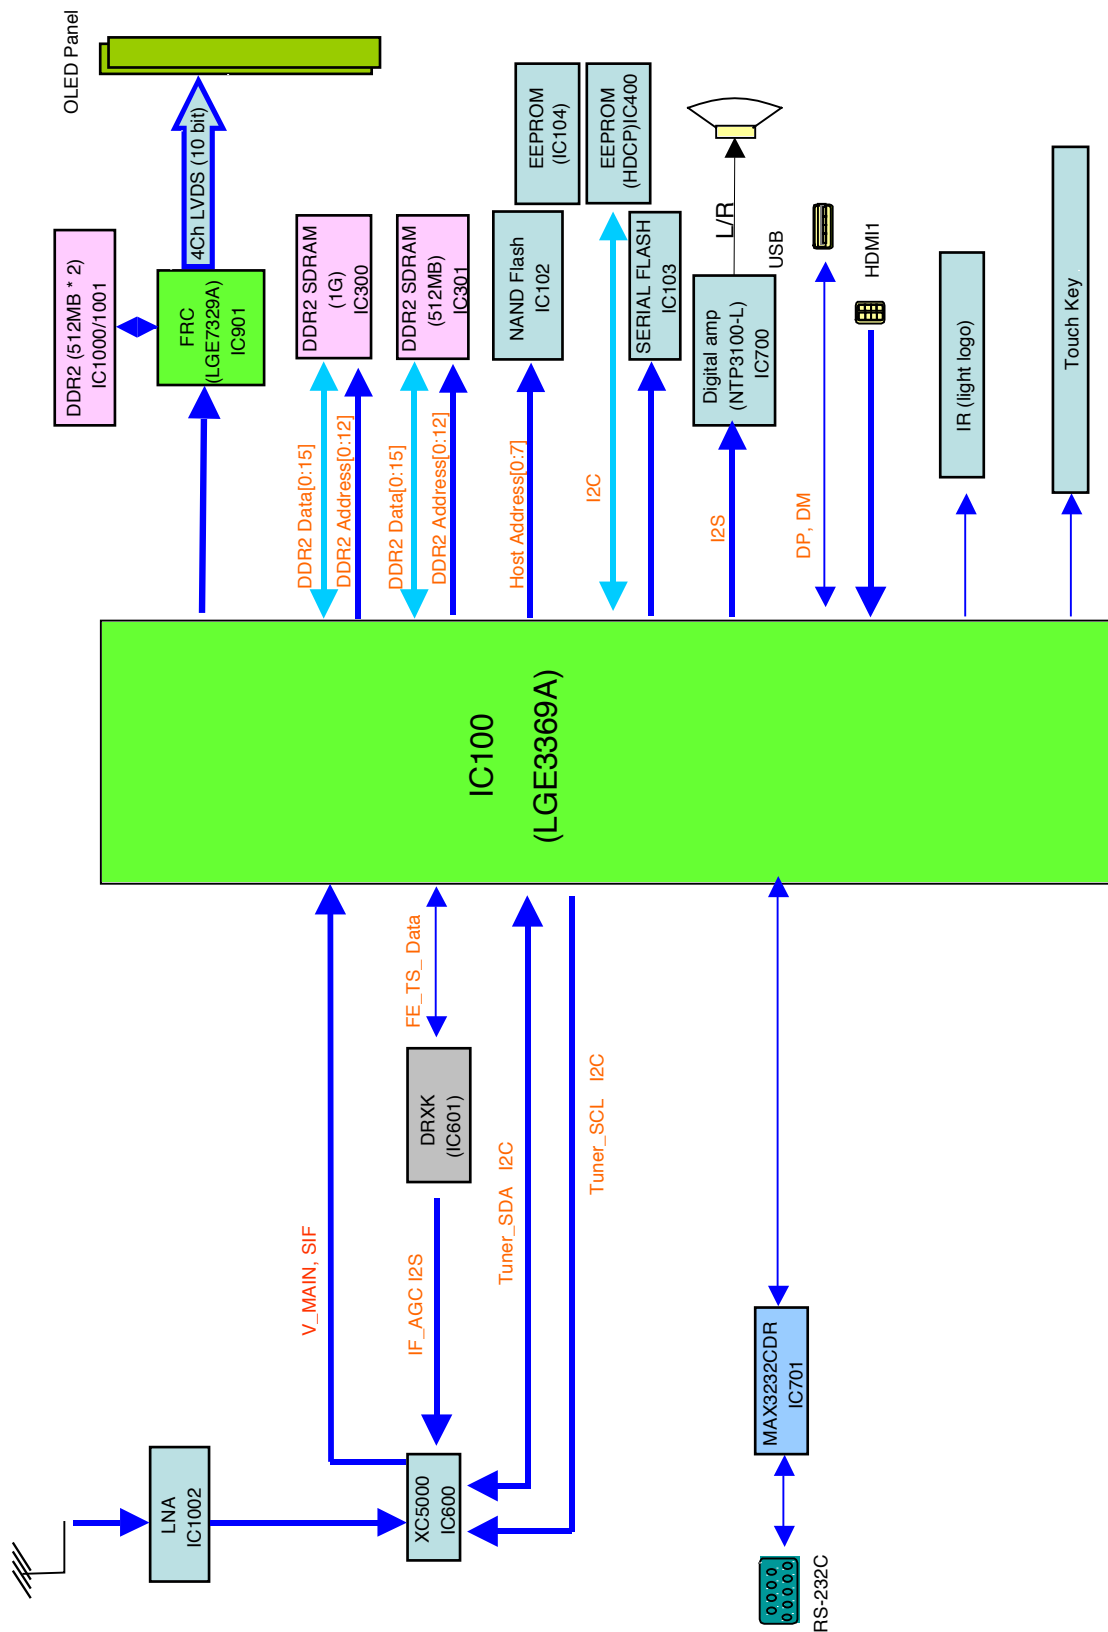 OLED Panel
4Ch LVDS (10 bit)
DDR2 (512MB * 2)
IC1000/1001
FRC
(LGE7329A)
IC901
DDR2 SDRAM
(1G)
IC300
DDR2 SDRAM
(512MB)
IC301
NAND Flash
IC102
EEPROM
(IC104)
EEPROM
(HDCP)IC400
SERIAL FLASH
IC103
L/R
Digital amp
(NTP3100-L)
IC700
USB
HDMI1
IR (light logo)
Touch Key
DDR2 Data[0:15]
DDR2 Address[0:12]
DDR2 Data[0:15]
DDR2 Address[0:12]
Host Address[0:7]
I2C
I2S
DP, DM
IC100
(LGE3369A)
V_MAIN, SIF
FE_TS_ Data
DRXK
(IC601)
IF_AGC I2S
Tuner_SDA I2C
Tuner_SCL I2C
LNA
IC1002
XC5000
IC600
MAX3232CDR
IC701
RS-232C